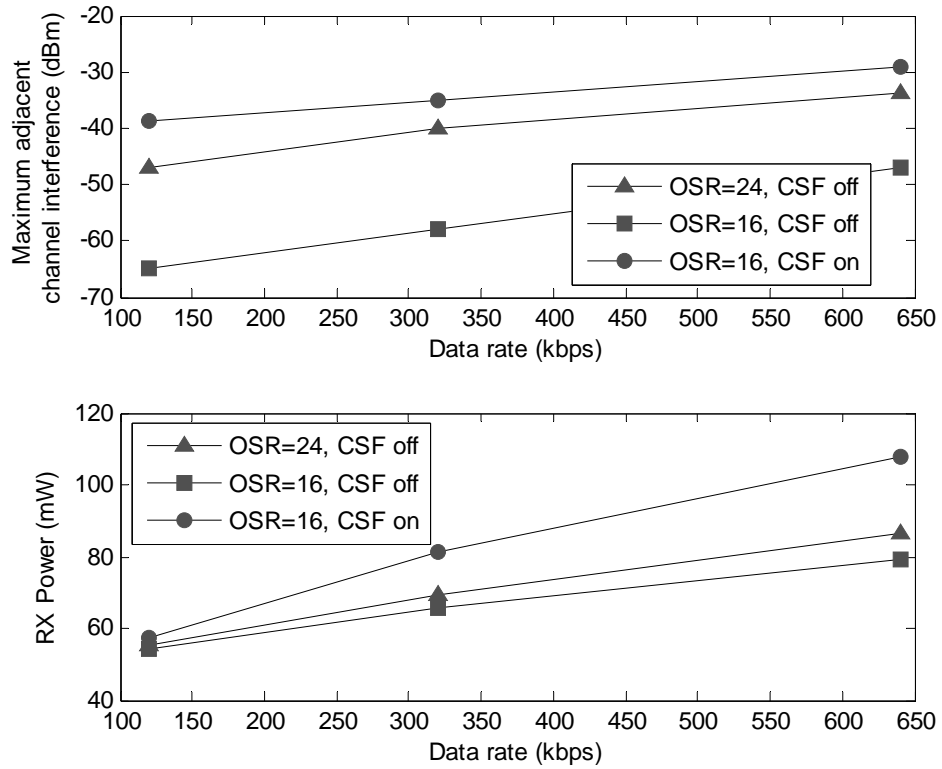 -20
-30
-40
-50
-60
-70
Maximum adjacent
channel interference (dBm)
OSR=24, CSF off
OSR=16, CSF off
OSR=16, CSF on
100 150 200 250 300 350 400 450 500 550 600 650
Data rate (kbps)
120
100
80
60
40
RX Power (mW)
OSR=24, CSF off
OSR=16, CSF off
OSR=16, CSF on
100 150 200 250 300 350 400 450 500 550 600 650
Data rate (kbps)